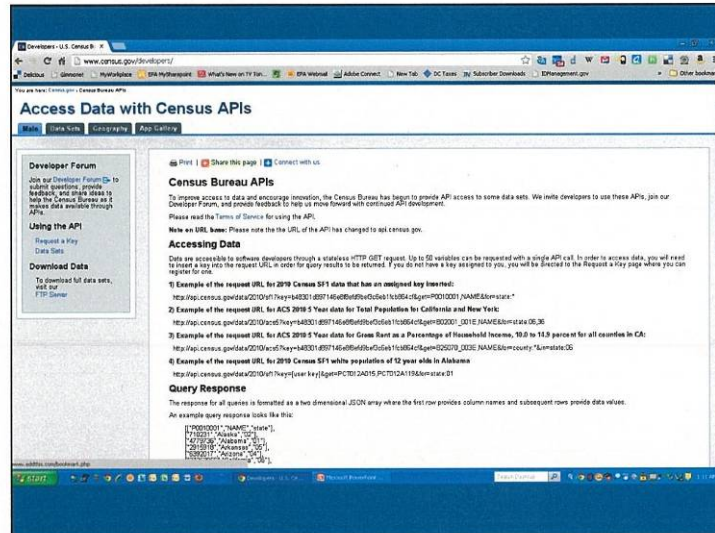 Developers - U.S. Census B
www.census.gov/developers/
Delicious Glennonet MyWorkplace EPA MySharepoint What's New on TV Ton... EPA Webmail Adobe Connect New Tab DC Taxes Subscriber Downloads IDManagement.gov » Other bookmar
You are here: Census.gov › Census Bureau APIs
Access Data with Census APIs
Main Data Sets Geography App Gallery
Print | Share this page | Connect with us
Developer Forum
Join our Developer Forum to
submit questions, provide
feedback, and share ideas to
help the Census Bureau as it
makes data available through
APIs.
Using the API
Request a Key
Data Sets
Download Data
To download full data sets,
visit our
FTP Server
Census Bureau APIs
To improve access to data and encourage innovation, the Census Bureau has begun to provide API access to some data sets. We invite developers to use these APIs, join our
Developer Forum, and provide feedback to help us move forward with continued API development.
Please read the Terms of Service for using the API.
Note on URL base: Please note the the URL of the API has changed to api.census.gov.
Accessing Data
Data are accessible to software developers through a stateless HTTP GET request. Up to 50 variables can be requested with a single API call. In order to access data, you will need
to insert a key into the request URL in order for query results to be returned. If you do not have a key assigned to you, you will be directed to the Request a Key page where you can
register for one.
1) Example of the request URL for 2010 Census SF1 data that has an assigned key inserted:
2) Example of the request URL for ACS 2010 5 Year data for Total Population for California and New York:
3) Example of the request URL for ACS 2010 5 Year data for Gross Rent as a Percentage of Household Income, 10.0 to 14.9 percent for all counties in CA:
4) Example of the request URL for 2010 Census SF1 white population of 12 year olds in Alabama
http://api.census.gov/data/2010/sf1?key=[user key]&get=PCT012A015,PCT012A119&for=state:01
Query Response
The response for all queries is formatted as a two dimensional JSON array where the first row provides column names and subsequent rows provide data values.
An example query response looks like this:
[["P0010001","NAME","state"],
["710231","Alaska","02"],
["4779736","Alabama","01"],
["2915918","Arkansas","05"],
["6392017","Arizona","04"],
www.addthis.com/bookmark.php
start Developers - U.S. Ce... Microsoft PowerPoint ...